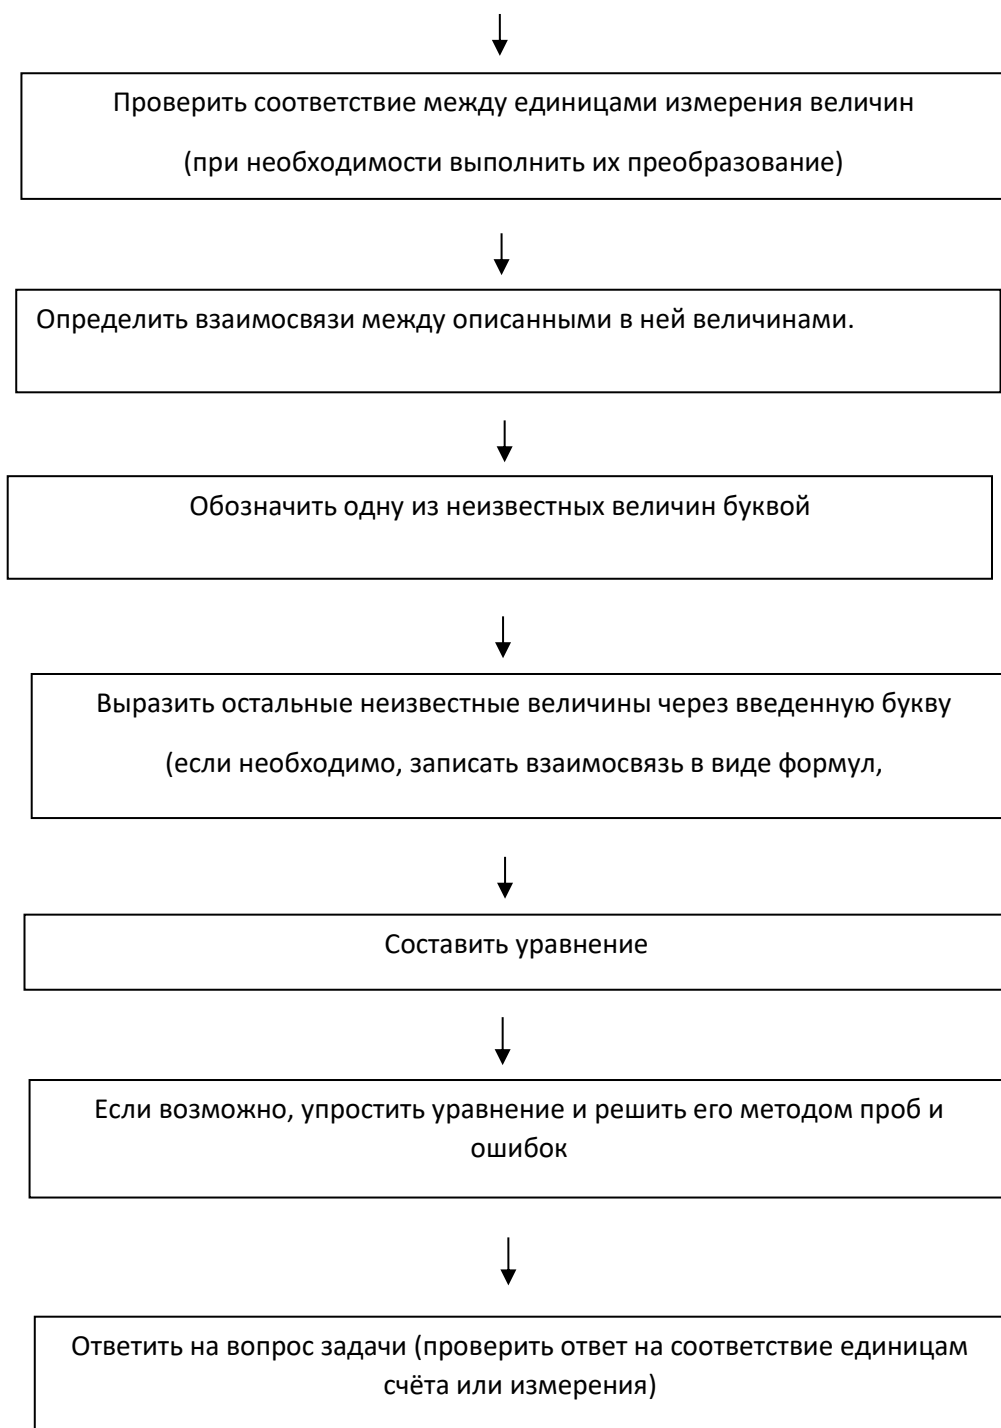 Проверить соответствие между единицами измерения величин
(при необходимости выполнить их преобразование)
Определить взаимосвязи между описанными в ней величинами.
Обозначить одну из неизвестных величин буквой
Выразить остальные неизвестные величины через введенную букву
(если необходимо, записать взаимосвязь в виде формул,
Составить уравнение
Если возможно, упростить уравнение и решить его методом проб и
ошибок
Ответить на вопрос задачи (проверить ответ на соответствие единицам
счёта или измерения)